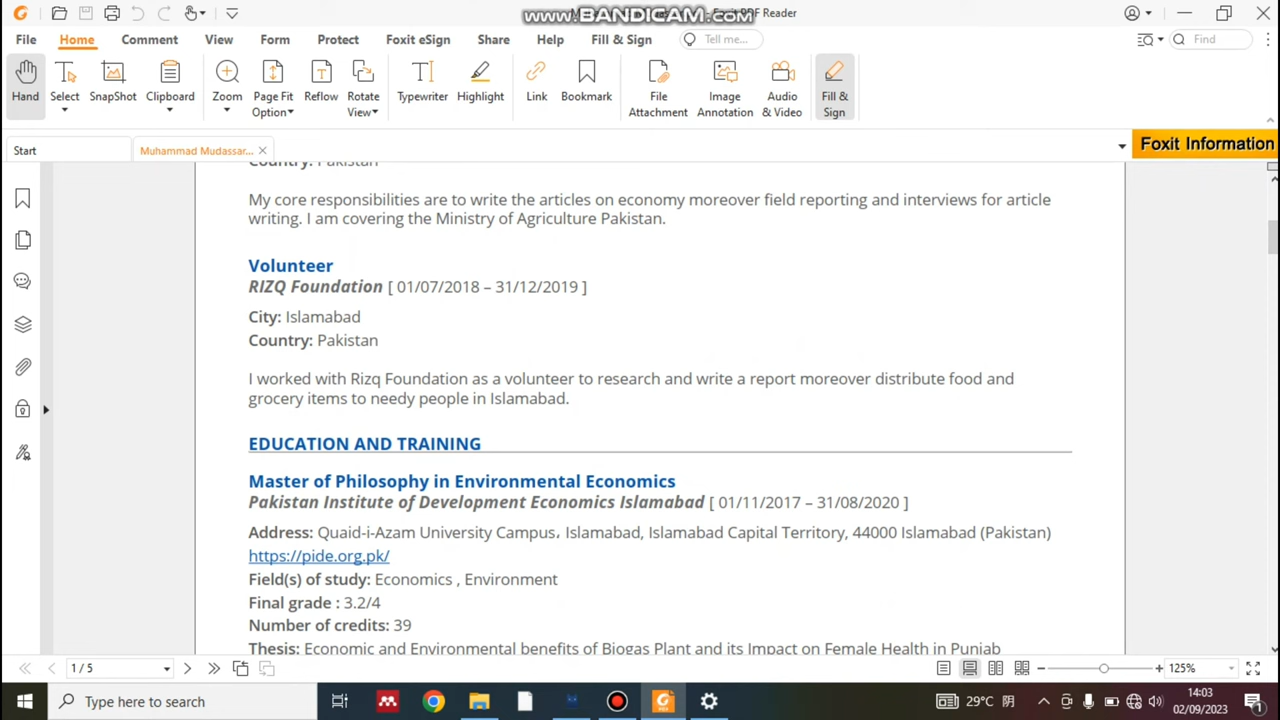 www.BANDICAM.com
Foxit PDF Reader
File Home Comment View Form Protect Foxit eSign Share Help Fill & Sign Tell me... Find
Hand Select SnapShot Clipboard Zoom Page Fit Option Reflow Rotate View Typewriter Highlight Link Bookmark File Attachment Image Annotation Audio & Video Fill & Sign
Start Muhammad Mudassar... Foxit Information
Country: Pakistan
My core responsibilities are to write the articles on economy moreover field reporting and interviews for article
writing. I am covering the Ministry of Agriculture Pakistan.
Volunteer
RIZQ Foundation [ 01/07/2018 – 31/12/2019 ]
City: Islamabad
Country: Pakistan
I worked with Rizq Foundation as a volunteer to research and write a report moreover distribute food and
grocery items to needy people in Islamabad.
EDUCATION AND TRAINING
Master of Philosophy in Environmental Economics
Pakistan Institute of Development Economics Islamabad [ 01/11/2017 – 31/08/2020 ]
Address: Quaid-i-Azam University Campus، Islamabad, Islamabad Capital Territory, 44000 Islamabad (Pakistan)
https://pide.org.pk/
Field(s) of study: Economics , Environment
Final grade : 3.2/4
Number of credits: 39
Thesis: Economic and Environmental benefits of Biogas Plant and its Impact on Female Health in Punjab
1 / 5 125%
Type here to search 29°C 阴 14:03
02/09/2023